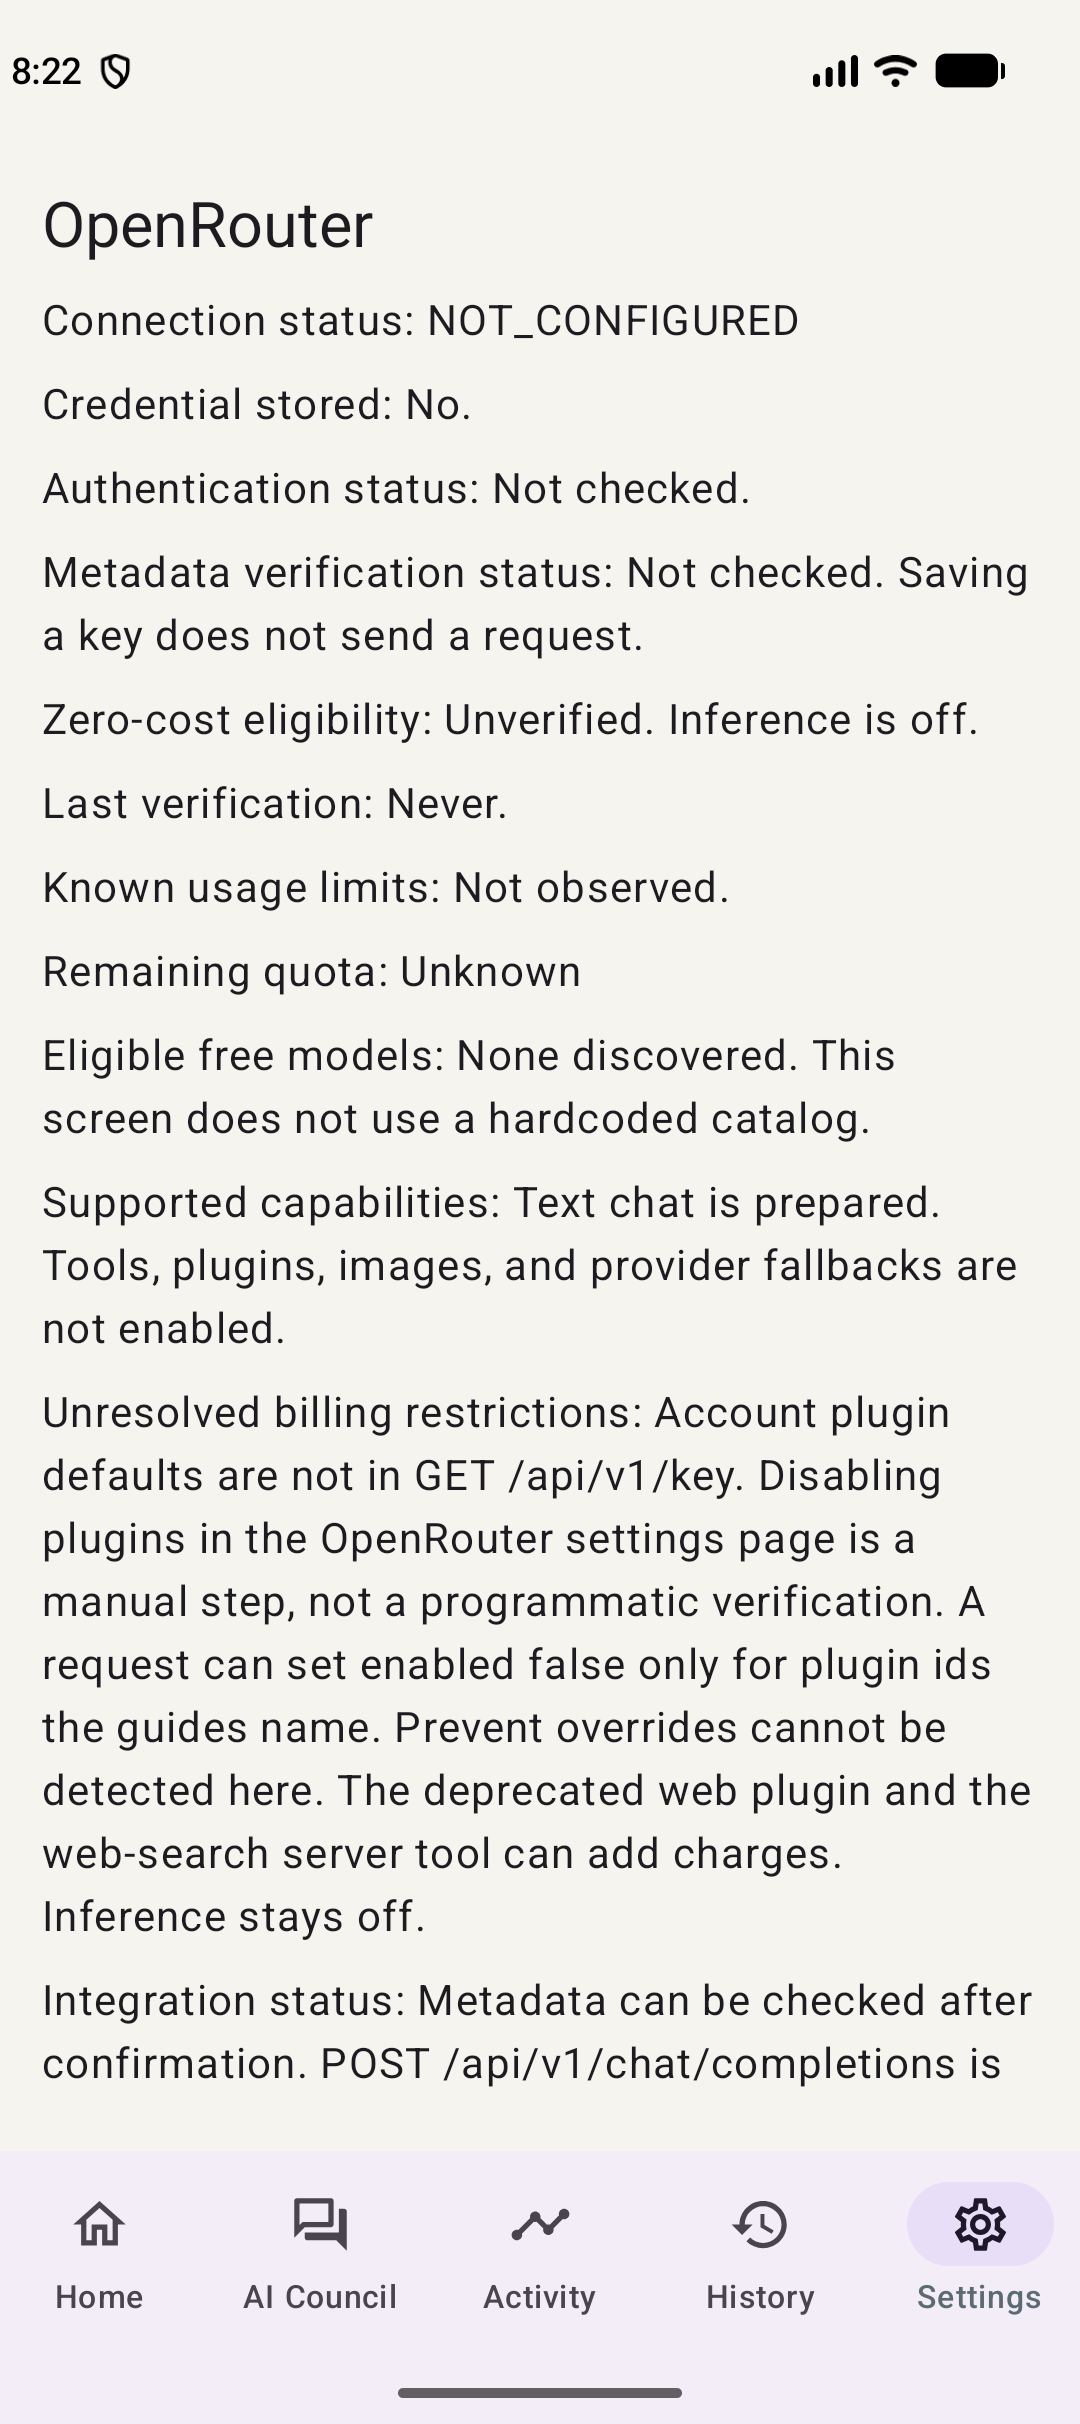 8:22
OpenRouter
Connection status: NOT_CONFIGURED
Credential stored: No.
Authentication status: Not checked.
Metadata verification status: Not checked. Saving
a key does not send a request.
Zero-cost eligibility: Unverified. Inference is off.
Last verification: Never.
Known usage limits: Not observed.
Remaining quota: Unknown
Eligible free models: None discovered. This
screen does not use a hardcoded catalog.
Supported capabilities: Text chat is prepared.
Tools, plugins, images, and provider fallbacks are
not enabled.
Unresolved billing restrictions: Account plugin
defaults are not in GET /api/v1/key. Disabling
plugins in the OpenRouter settings page is a
manual step, not a programmatic verification. A
request can set enabled false only for plugin ids
the guides name. Prevent overrides cannot be
detected here. The deprecated web plugin and the
web-search server tool can add charges.
Inference stays off.
Integration status: Metadata can be checked after
confirmation. POST /api/v1/chat/completions is
Home
AI Council
Activity
History
Settings